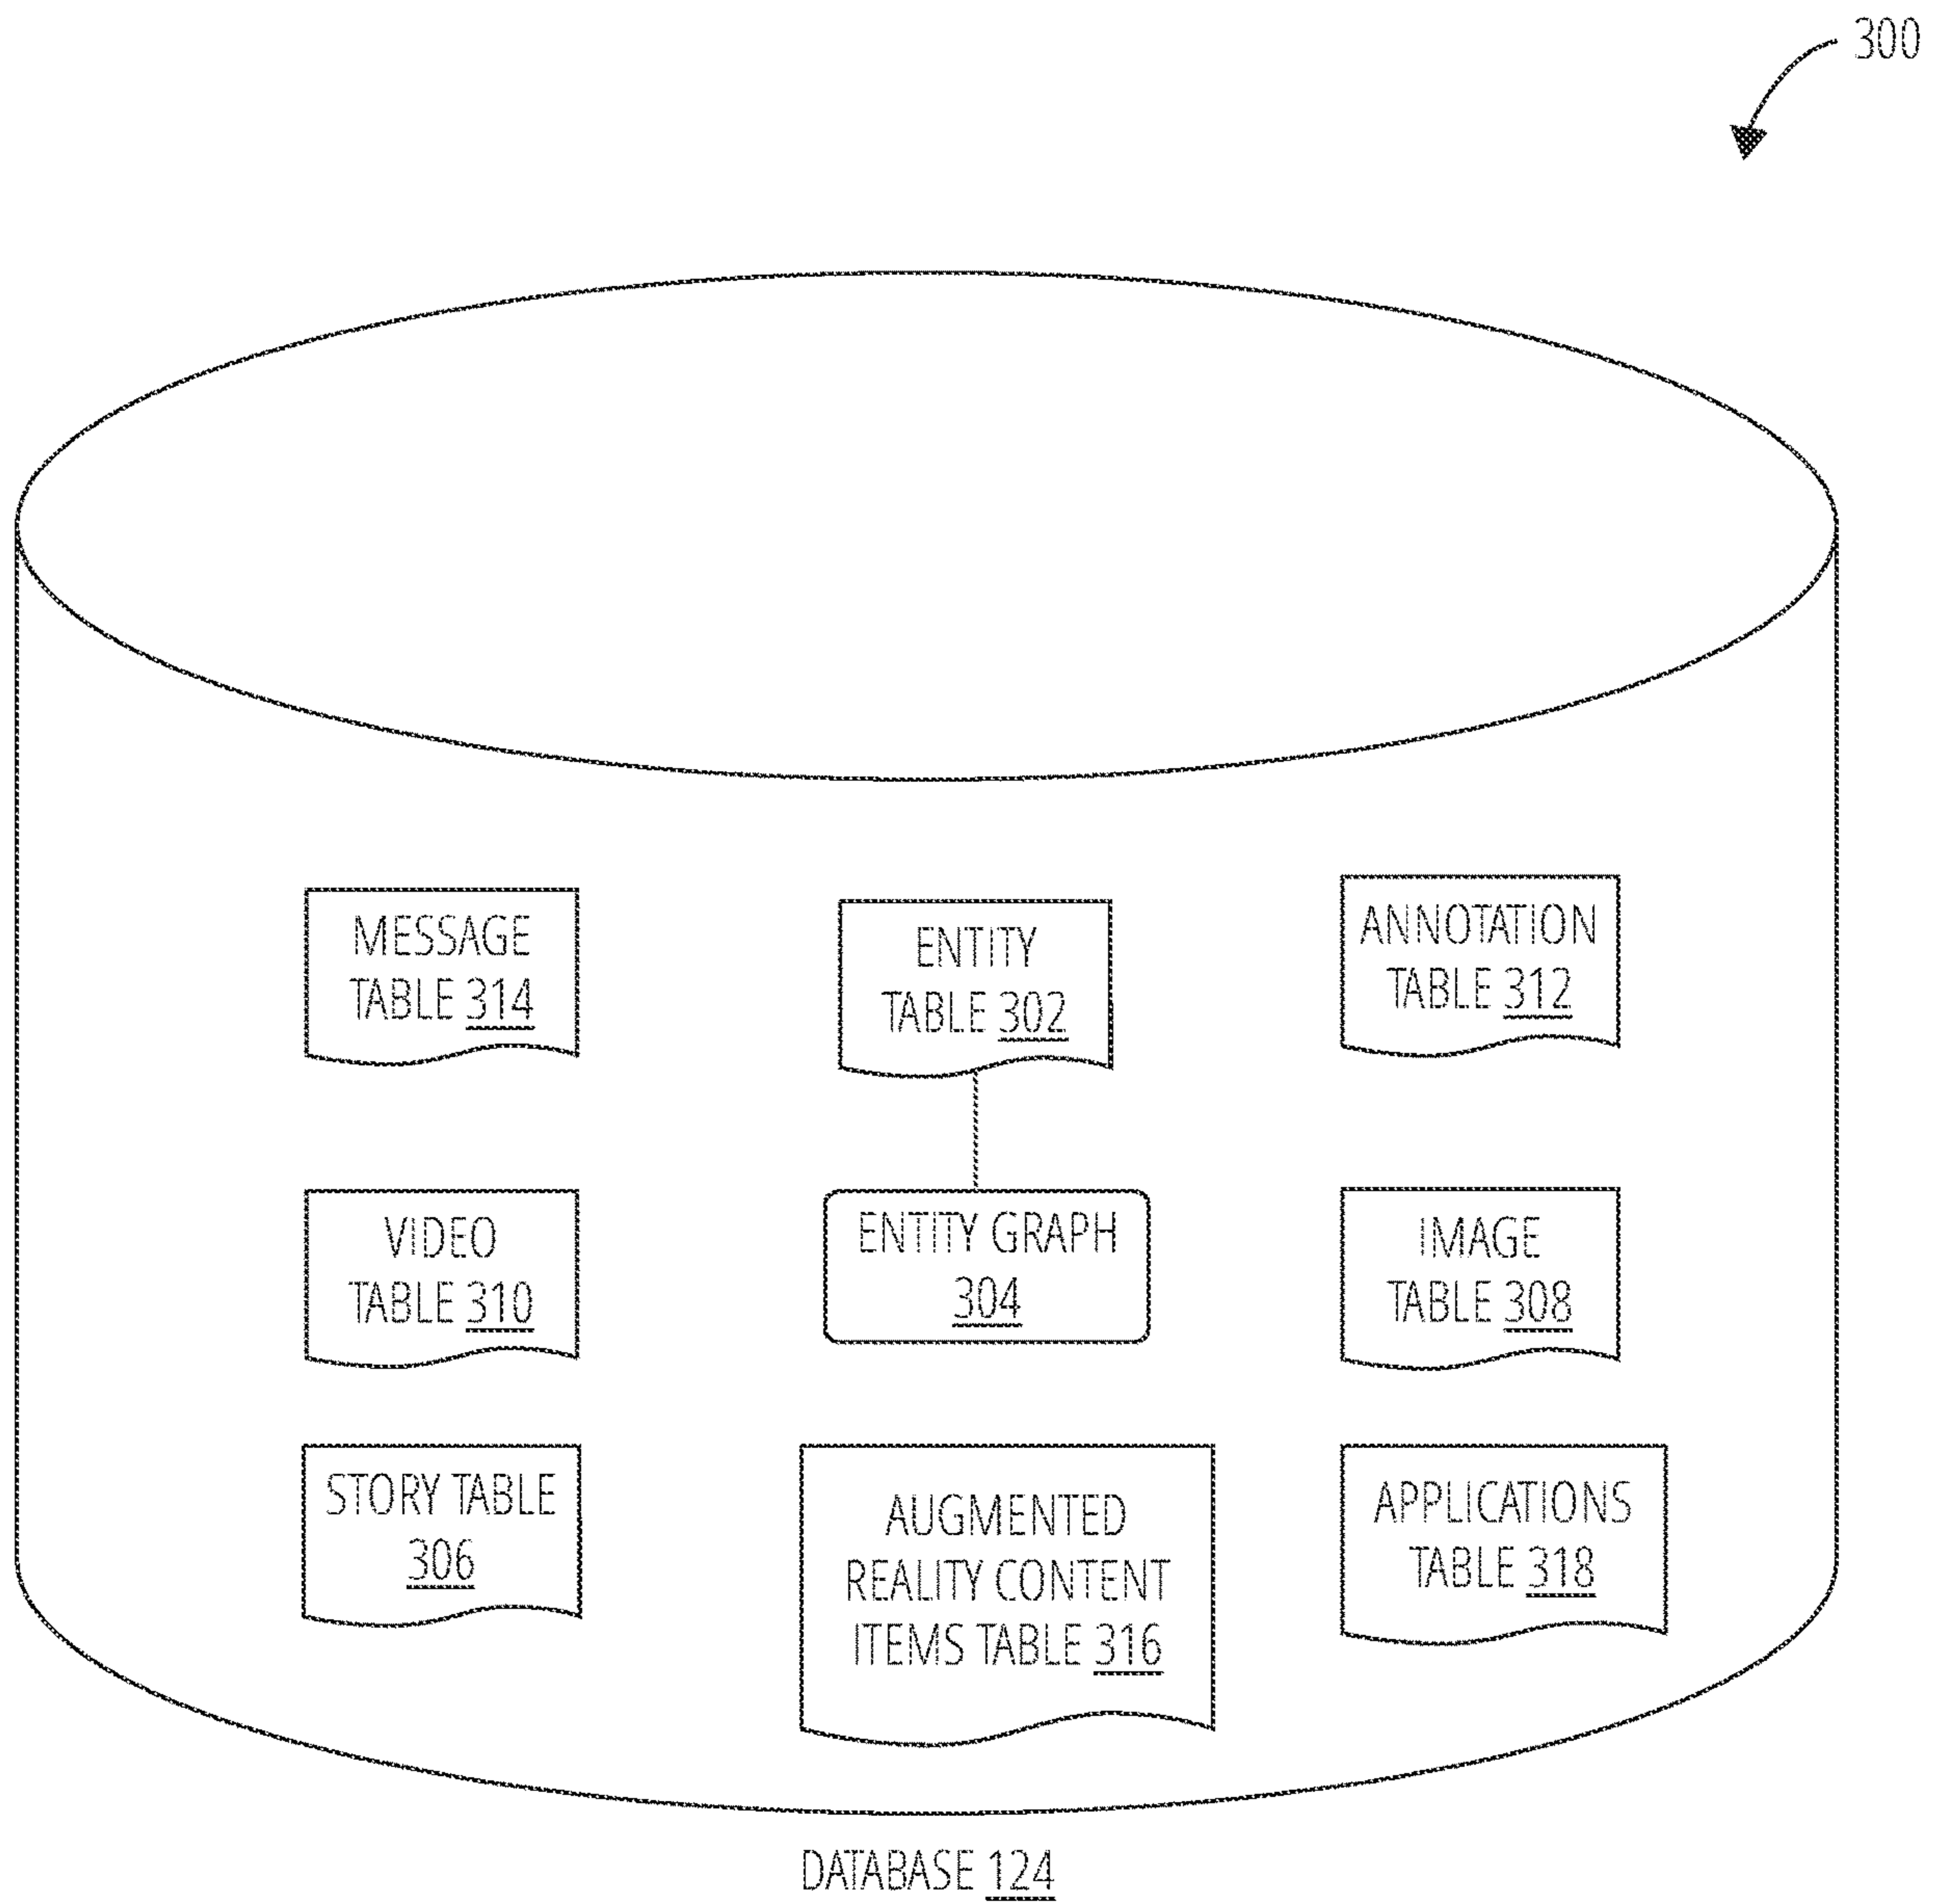 300
MESSAGE
TABLE 314
ENTITY
TABLE 302
ANNOTATION
TABLE 312
VIDEO
TABLE 310
ENTITY GRAPH
304
IMAGE
TABLE 308
STORY TABLE
306
AUGMENTED
REALITY CONTENT
ITEMS TABLE 316
APPLICATIONS
TABLE 318
DATABASE 124